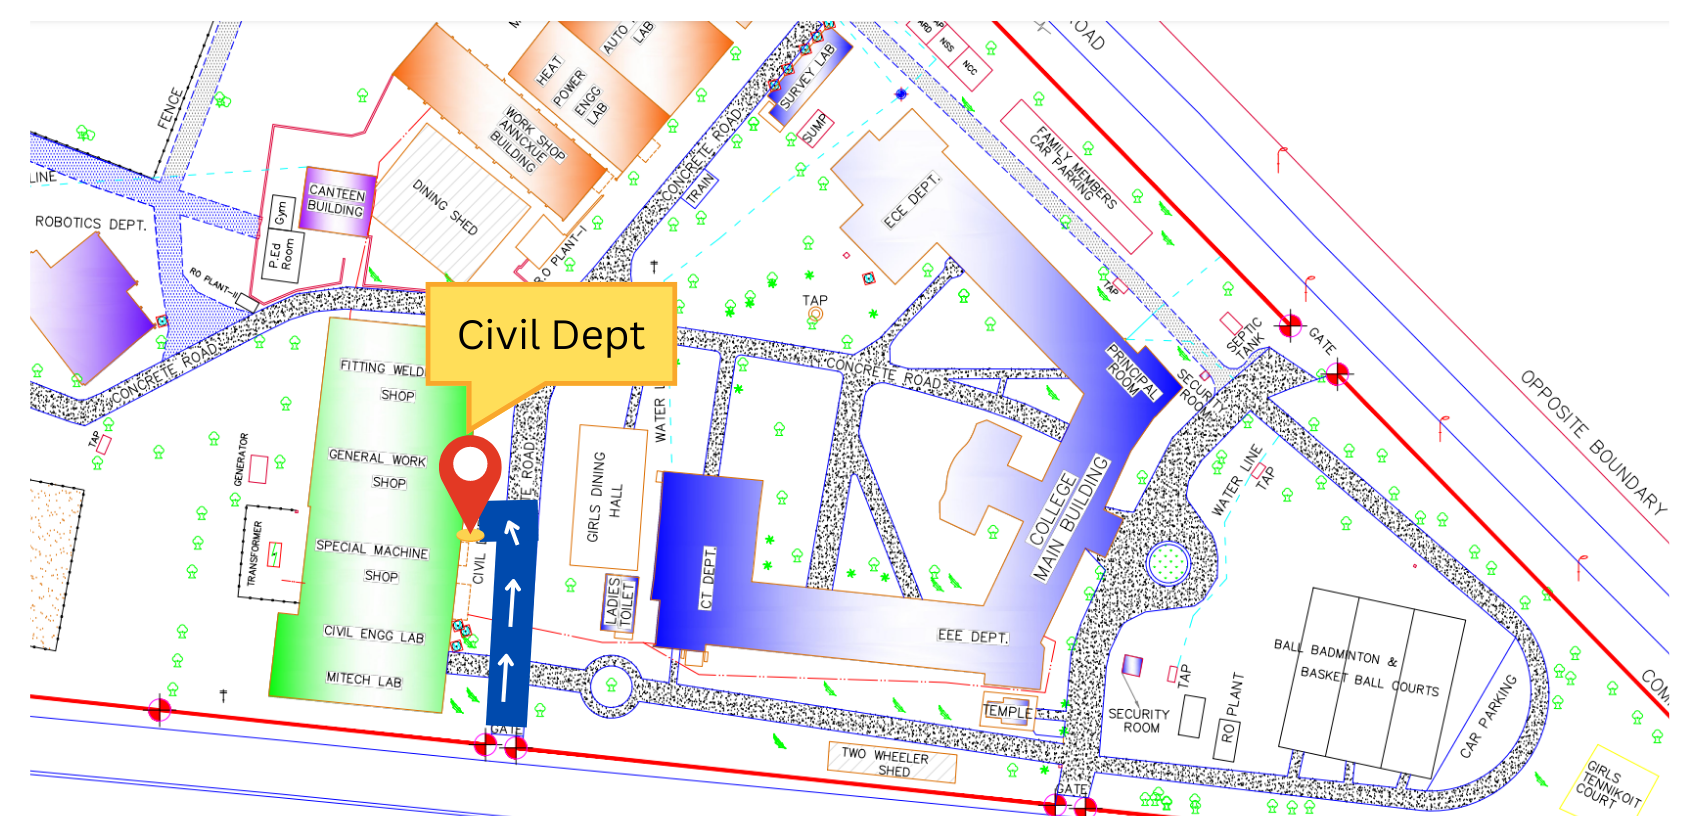 AUTO
LAB
HEAT
POWER
ENGG
LAB
WORK SHOP
ANNCXUE
BUILDING
DINING SHED
CANTEEN
BUILDING
Gym
P.Ed
Room
FENCE
LINE
ROBOTICS DEPT.
RO PLANT-II
RO PLANT-I
CONCRETE ROAD
CONCRETE ROAD
TRAIN
SURVEY LAB
SUMP
NSS
NCC
ROAD
FAMILY MEMBERS
CAR PARKING
ECE DEPT.
TAP
TAP
SEPTIC
TANK
GATE
PRINCIPAL
ROOM
SECURITY
ROOM
CONCRETE ROAD
Civil Dept
FITTING WELD
SHOP
GENERAL WORK
SHOP
SPECIAL MACHINE
SHOP
CIVIL ENGG LAB
MITECH LAB
TAP
GENERATOR
TRANSFORMER
CIVIL
ROAD
WATER
GIRLS DINING
HALL
LADIES
TOILET
CT DEPT.
EEE DEPT.
COLLECE
MAIN BUILDING
WATER LINE
TAP
OPPOSITE BOUNDARY
BALL BADMINTON &
BASKET BALL COURTS
CAR PARKING
TAP
RO PLANT
SECURITY
ROOM
TEMPLE
TWO WHEELER
SHED
GATE
GATE
GIRLS
TENNIKOIT
COURT